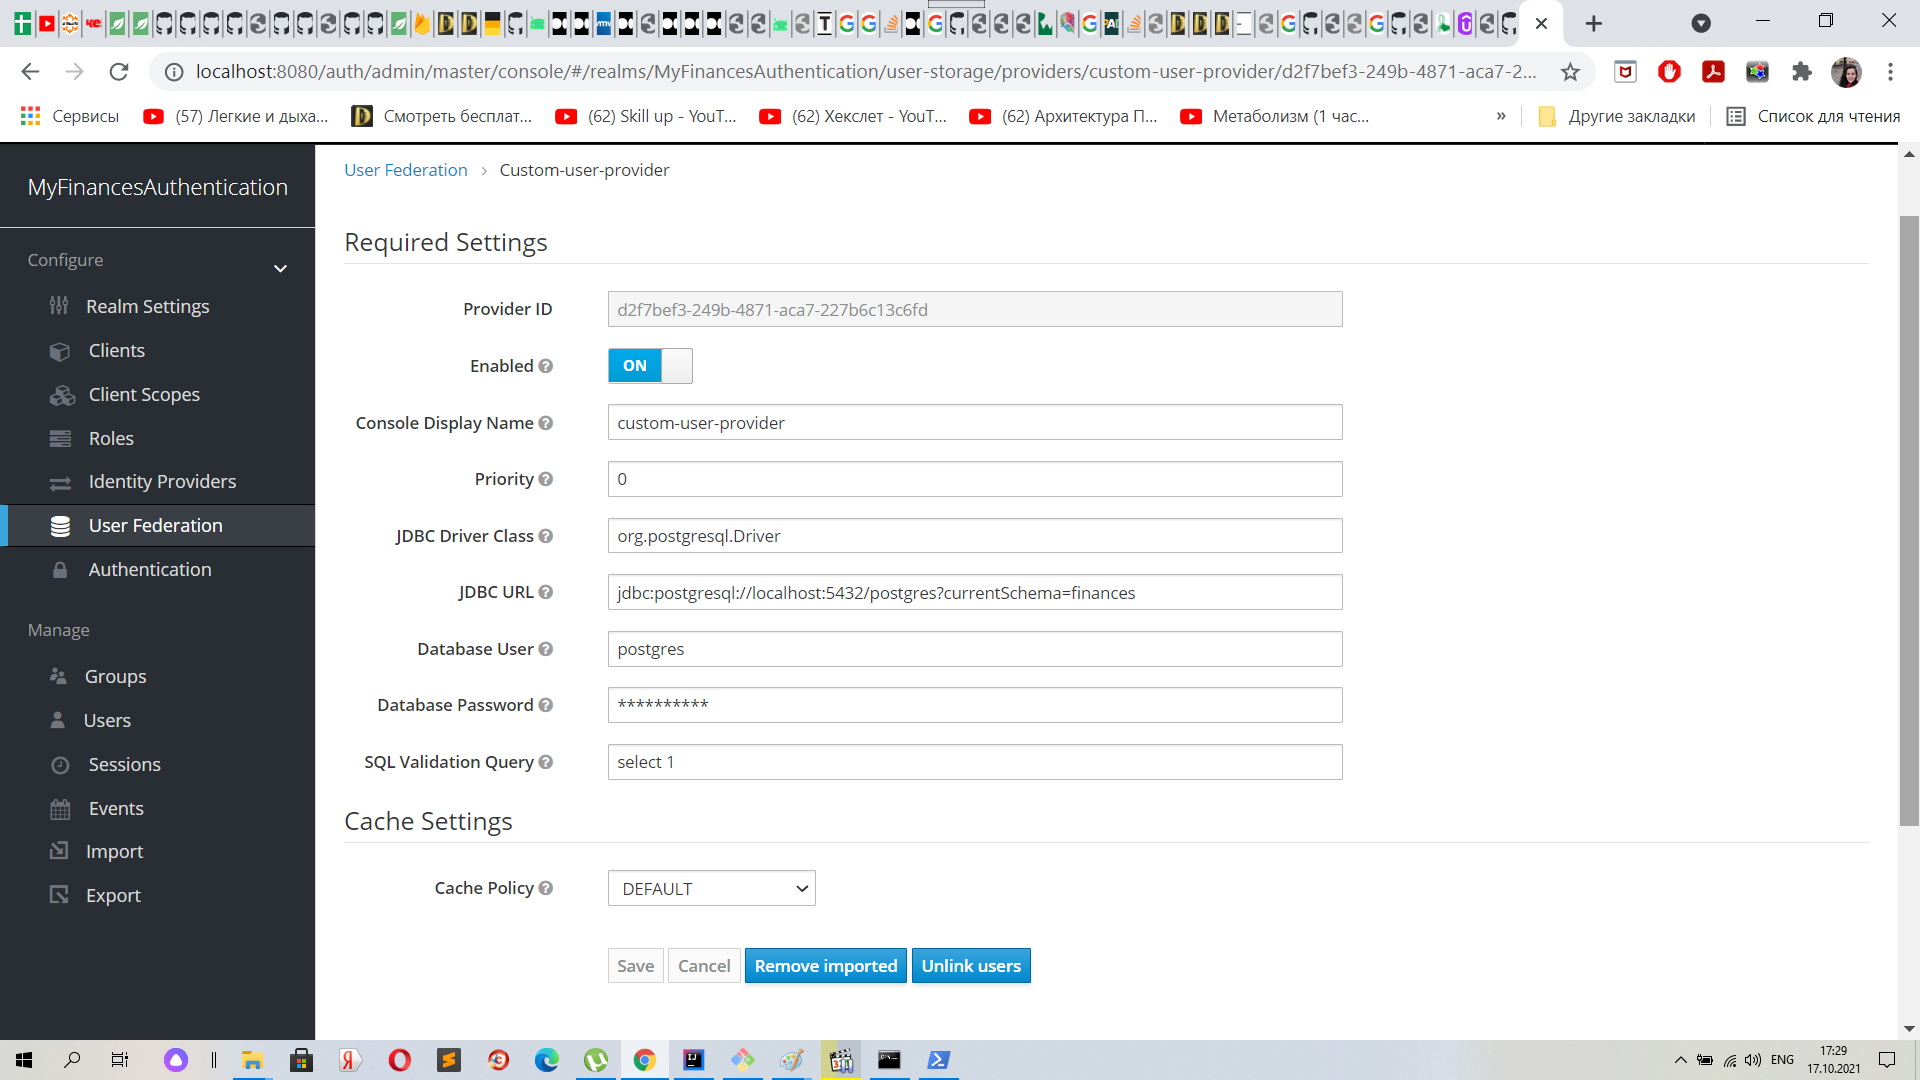 localhost:8080/auth/admin/master/console/#/realms/MyFinancesAuthentication/user-storage/providers/custom-user-provider/d2f7bef3-249b-4871-aca7-2...
Сервисы
(57) Легкие и дыха...
Смотреть бесплат...
(62) Skill up - YouT...
(62) Хекслет - YouT...
(62) Архитектура П...
Метаболизм (1 час...
»
Другие закладки
Список для чтения
MyFinancesAuthentication
Configure
Realm Settings
Clients
Client Scopes
Roles
Identity Providers
User Federation
Authentication
Manage
Groups
Users
Sessions
Events
Import
Export
User Federation > Custom-user-provider
Required Settings
Provider ID d2f7bef3-249b-4871-aca7-227b6c13c6fd
Enabled ON
Console Display Name custom-user-provider
Priority 0
JDBC Driver Class org.postgresql.Driver
JDBC URL jdbc:postgresql://localhost:5432/postgres?currentSchema=finances
Database User postgres
Database Password **********
SQL Validation Query select 1
Cache Settings
Cache Policy DEFAULT
Save Cancel Remove imported Unlink users
ENG
17:29
17.10.2021